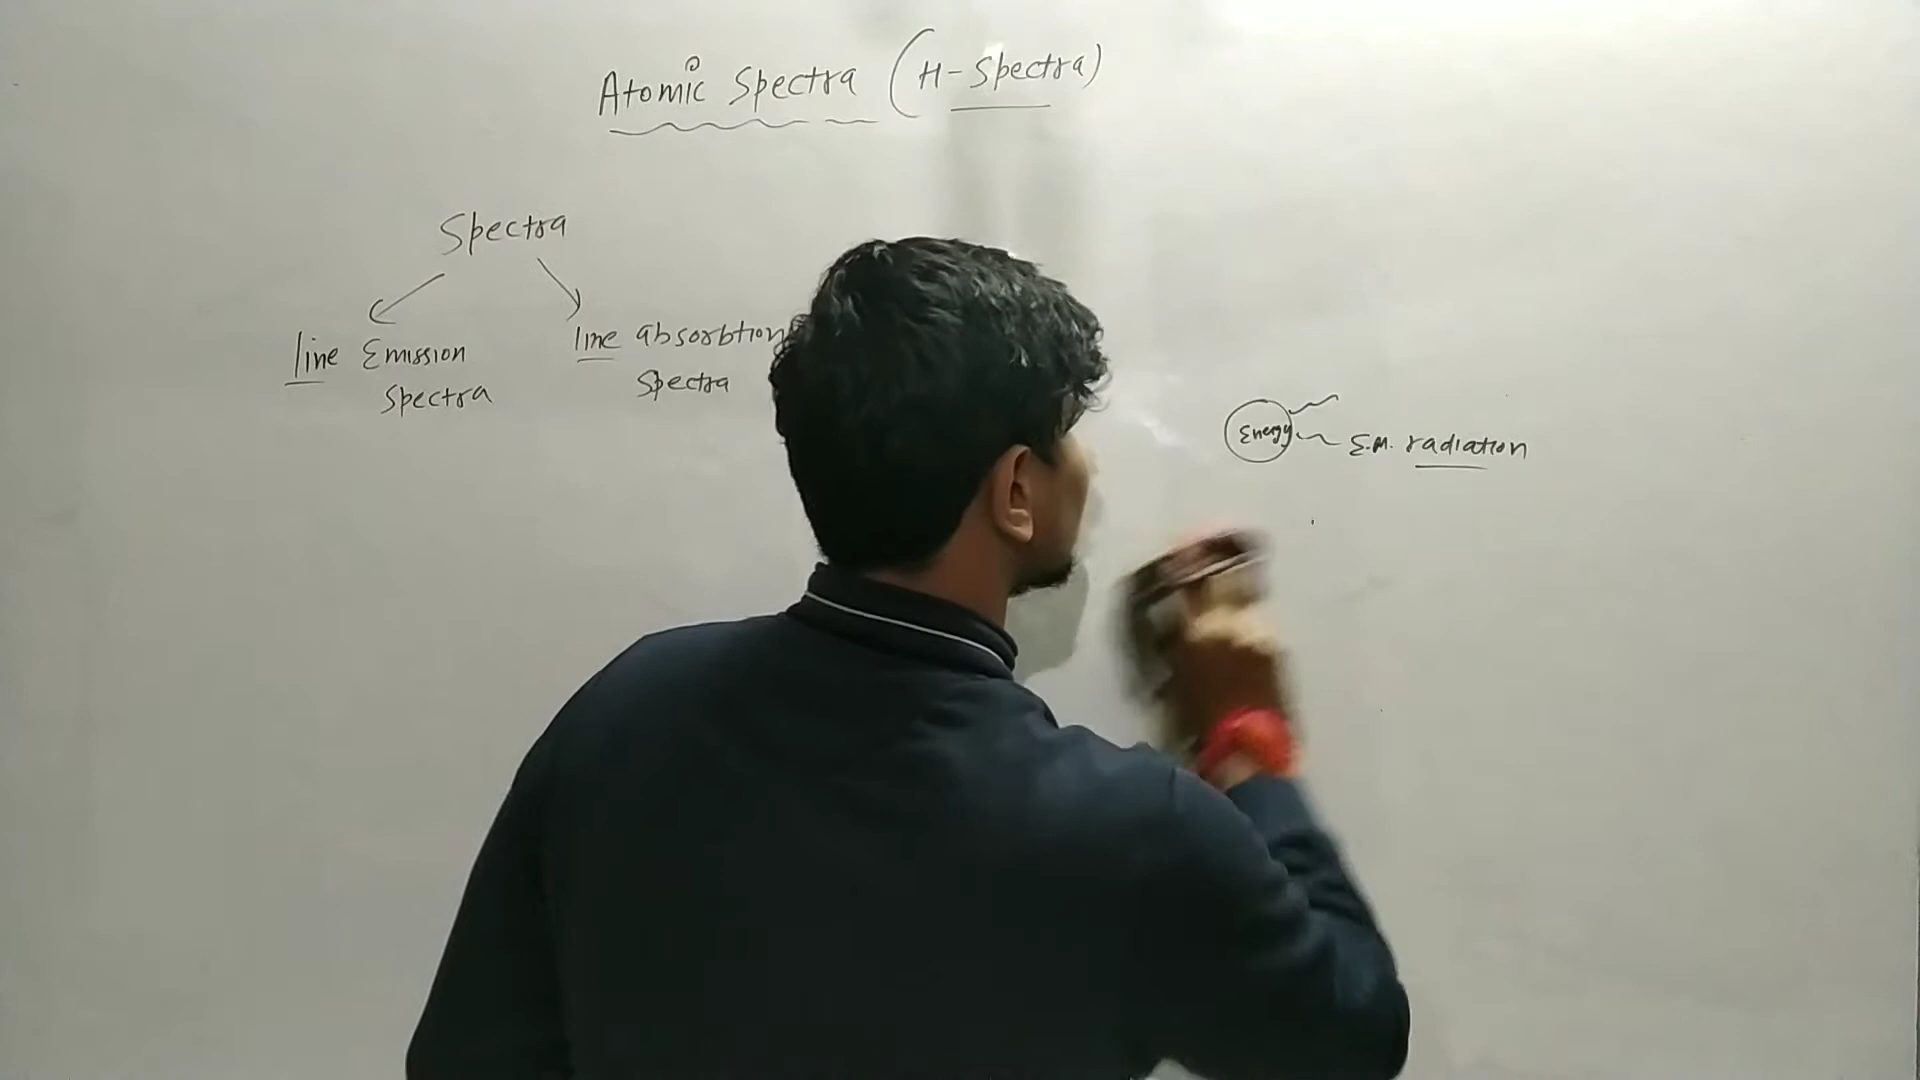 Atomic Spectra (H-Spectra)
Spectra
line Emission
Spectra
line absorbtion
Spectra
Energy
E.M. radiation